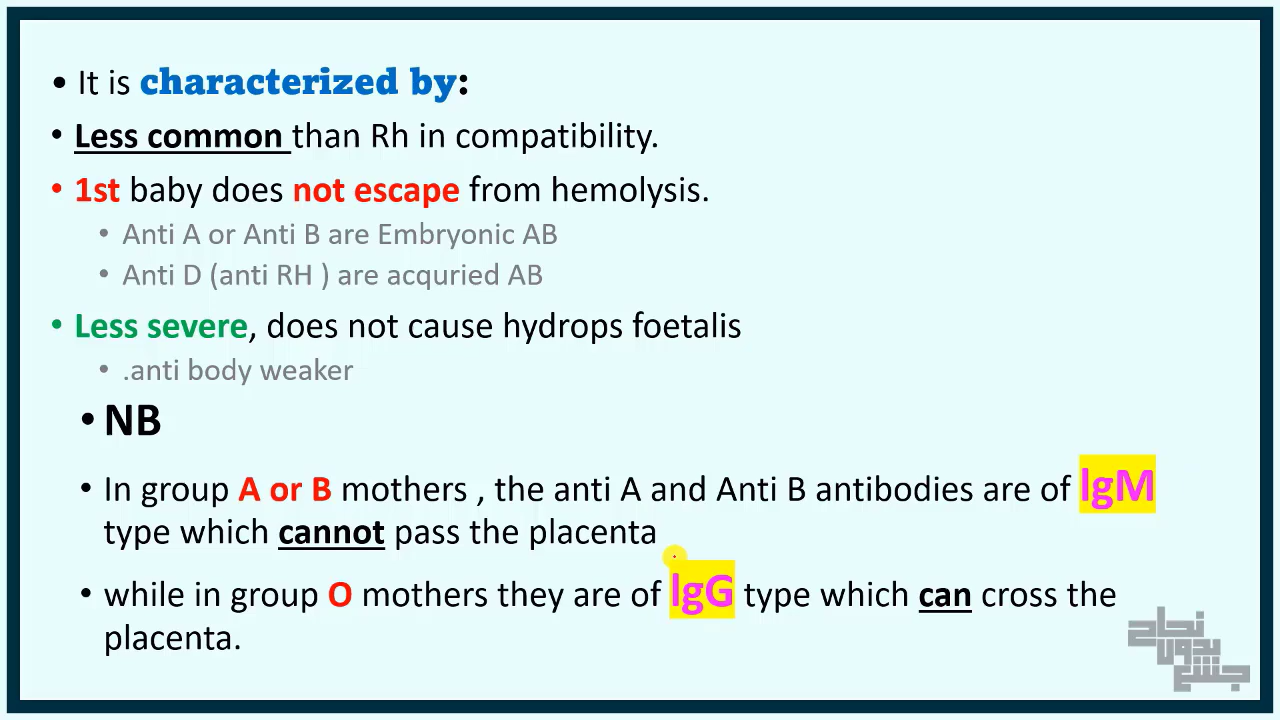 • It is characterized by:
• Less common than Rh in compatibility.
• 1st baby does not escape from hemolysis.
• Anti A or Anti B are Embryonic AB
• Anti D (anti RH ) are acquried AB
• Less severe, does not cause hydrops foetalis
• .anti body weaker
• NB
• In group A or B mothers , the anti A and Anti B antibodies are of IgM
type which cannot pass the placenta
• while in group O mothers they are of IgG type which can cross the
placenta.
نجاح
بدون
جشع